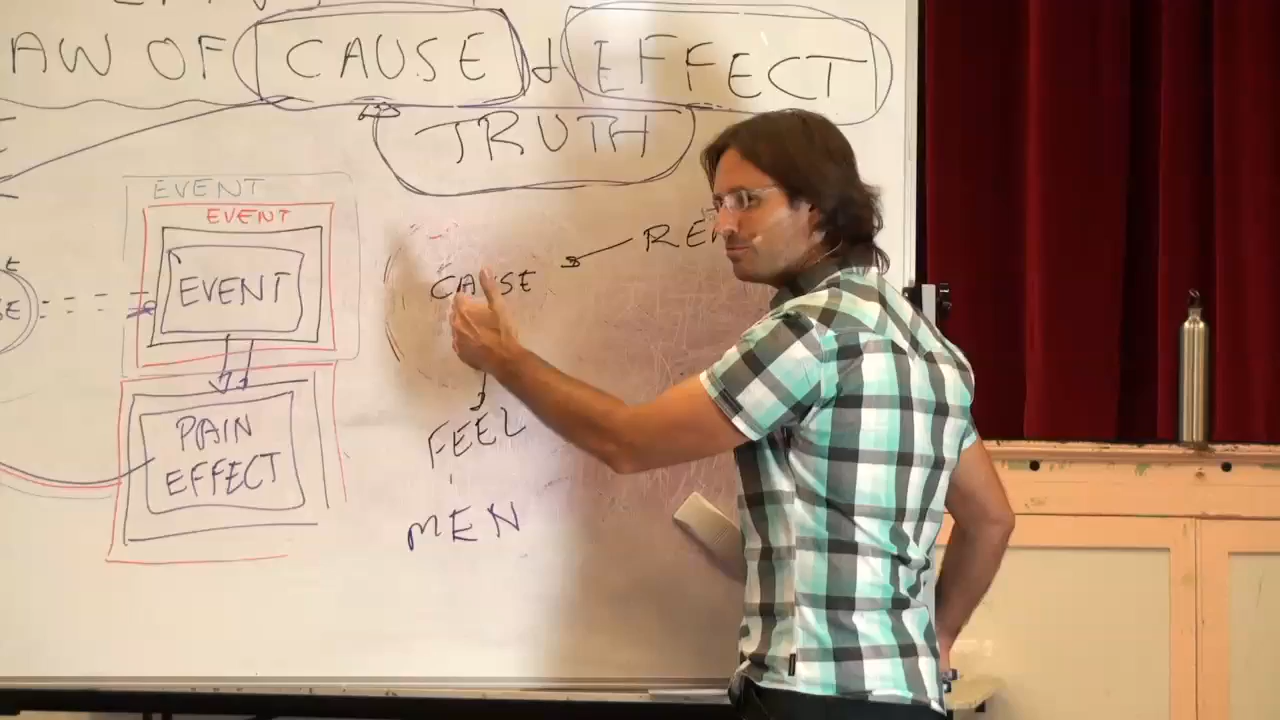 AW OF CAUSE & EFFECT
TRUTH
EVENT
EVENT
EVENT
CAUSE
PAIN
EFFECT
FEEL
MEN